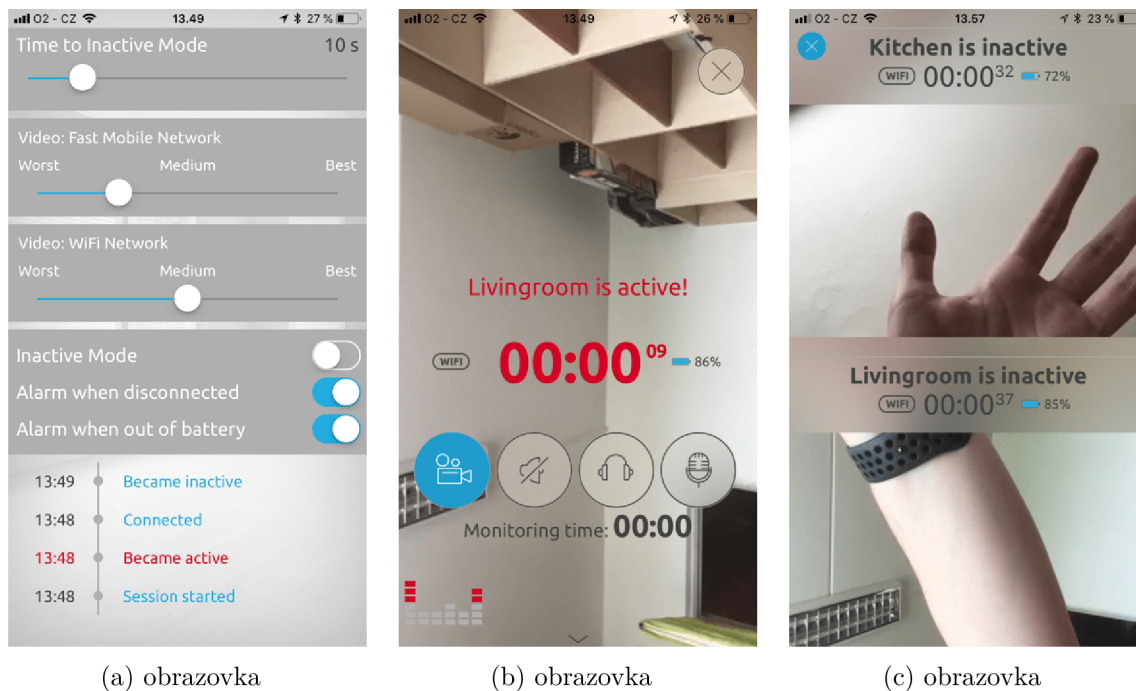 O2 - CZ 13.49 27 %
Time to Inactive Mode 10 s
Video: Fast Mobile Network
Worst Medium Best
Video: WiFi Network
Worst Medium Best
Inactive Mode
Alarm when disconnected
Alarm when out of battery
13:49 Became inactive
13:48 Connected
13:48 Became active
13:48 Session started
(a) obrazovka
O2 - CZ 13.49 26 %
Livingroom is active!
WIFI 00:00 09 86%
Monitoring time: 00:00
(b) obrazovka
O2 - CZ 13.57 23 %
Kitchen is inactive
WIFI 00:00 32 72%
Livingroom is inactive
WIFI 00:00 37 85%
(c) obrazovka